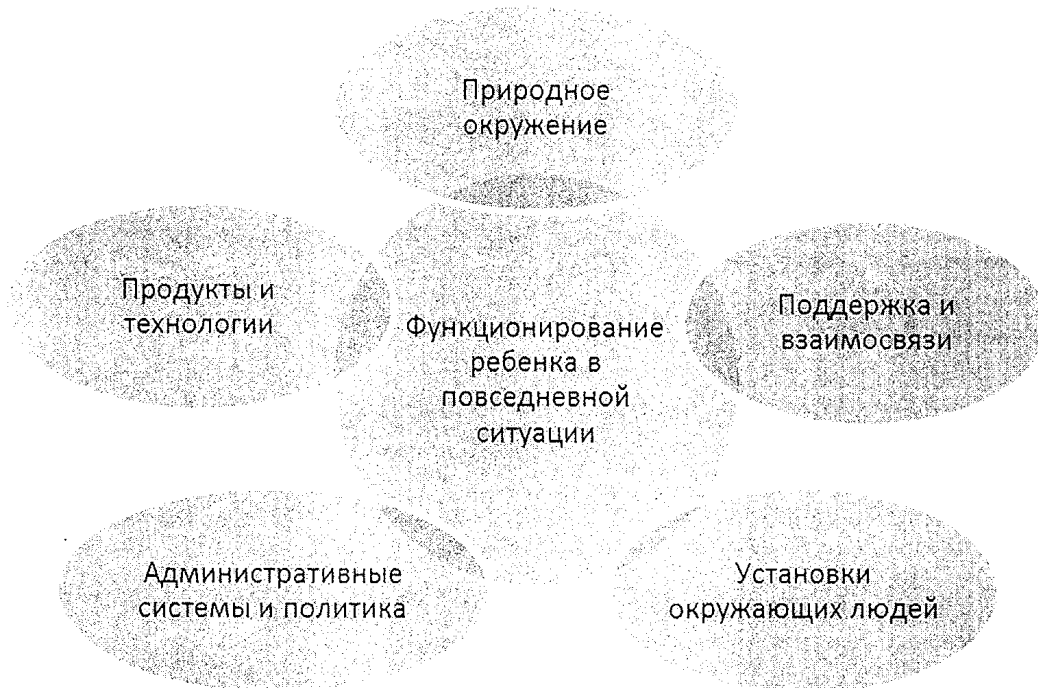 Природное
окружение
Продукты и
технологии
Функционирование
ребенка в
повседневной
ситуации
Поддержка и
взаимосвязи
Административные
системы и политика
Установки
окружающих людей